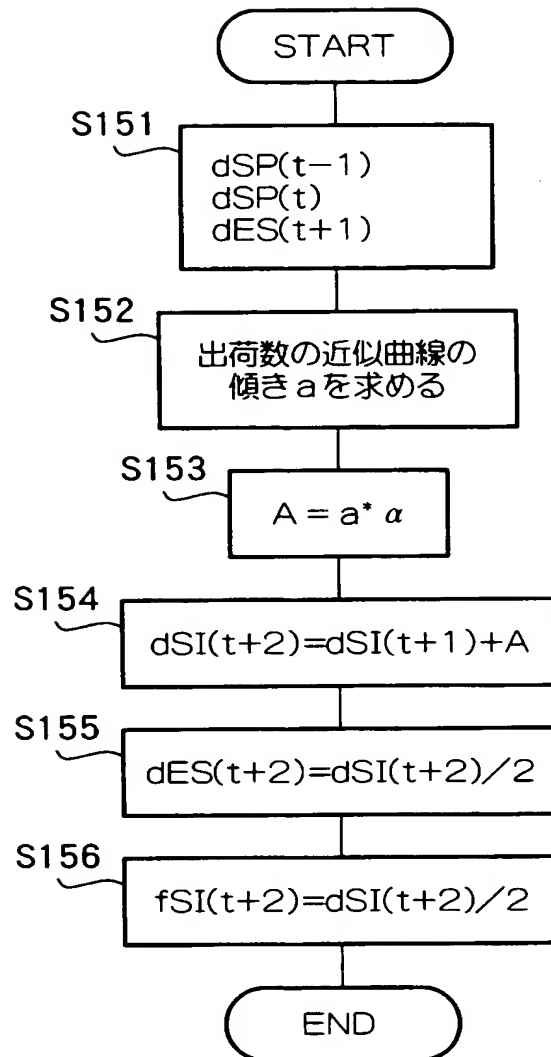 START
S151
dSP(t-1)
dSP(t)
dES(t+1)
S152
出荷数の近似曲線の
傾きaを求める
S153
A=a* α
S154
dSI(t+2)=dSI(t+1)+A
S155
dES(t+2)=dSI(t+2)/2
S156
fSI(t+2)=dSI(t+2)/2
END